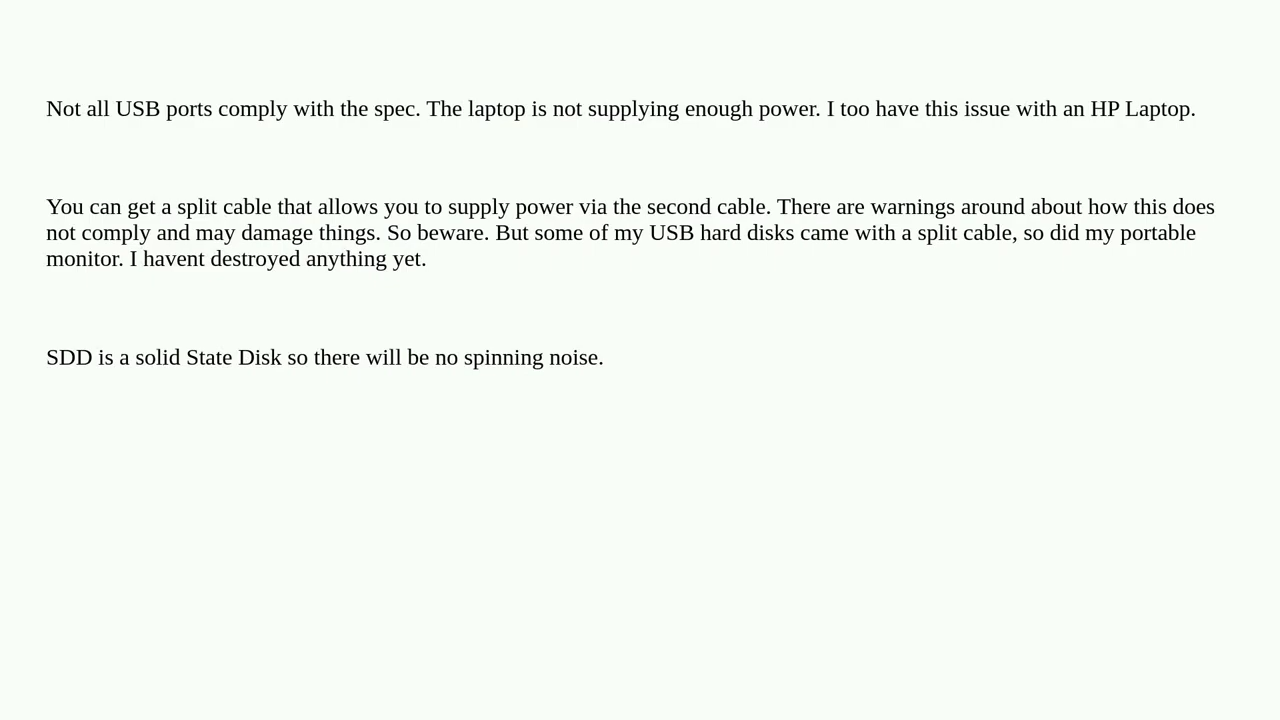 Not all USB ports comply with the spec. The laptop is not supplying enough power. I too have this issue with an HP Laptop.
You can get a split cable that allows you to supply power via the second cable. There are warnings around about how this does
not comply and may damage things. So beware. But some of my USB hard disks came with a split cable, so did my portable
monitor. I havent destroyed anything yet.
SDD is a solid State Disk so there will be no spinning noise.